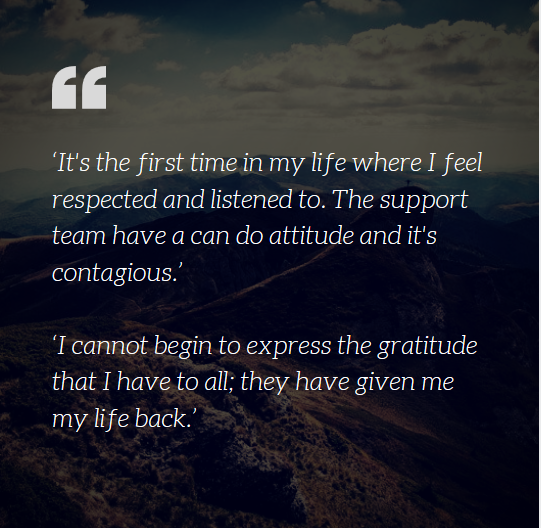 ‘It's the first time in my life where I feel
respected and listened to. The support
team have a can do attitude and it's
contagious.’
‘I cannot begin to express the gratitude
that I have to all; they have given me
my life back.’